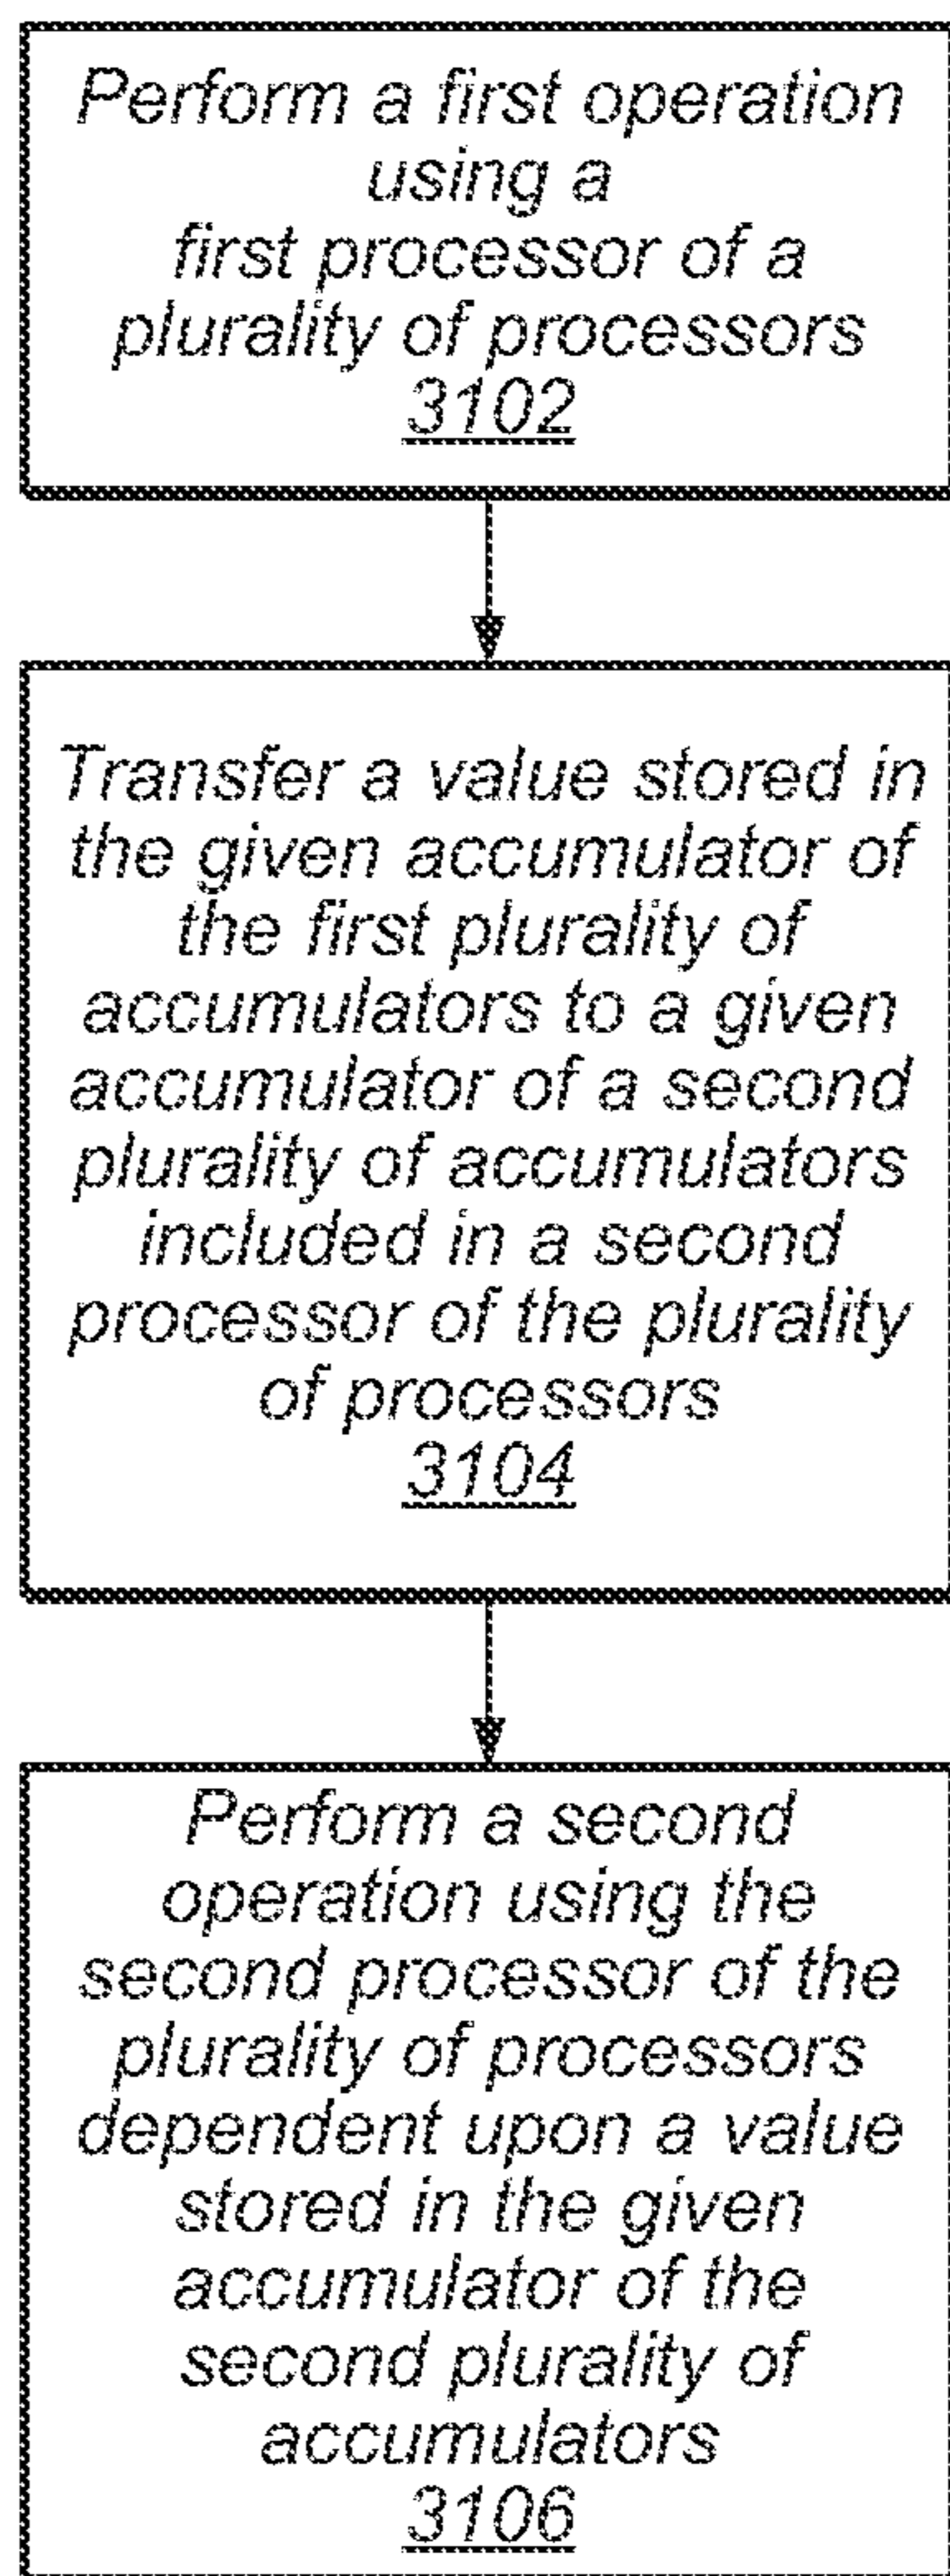 Perform a first operation
using a
first processor of a
plurality of processors
3102
Transfer a value stored in
the given accumulator of
the first plurality of
accumulators to a given
accumulator of a second
plurality of accumulators
included in a second
processor of the plurality
of processors
3104
Perform a second
operation using the
second processor of the
plurality of processors
dependent upon a value
stored in the given
accumulator of the
second plurality of
accumulators
3106